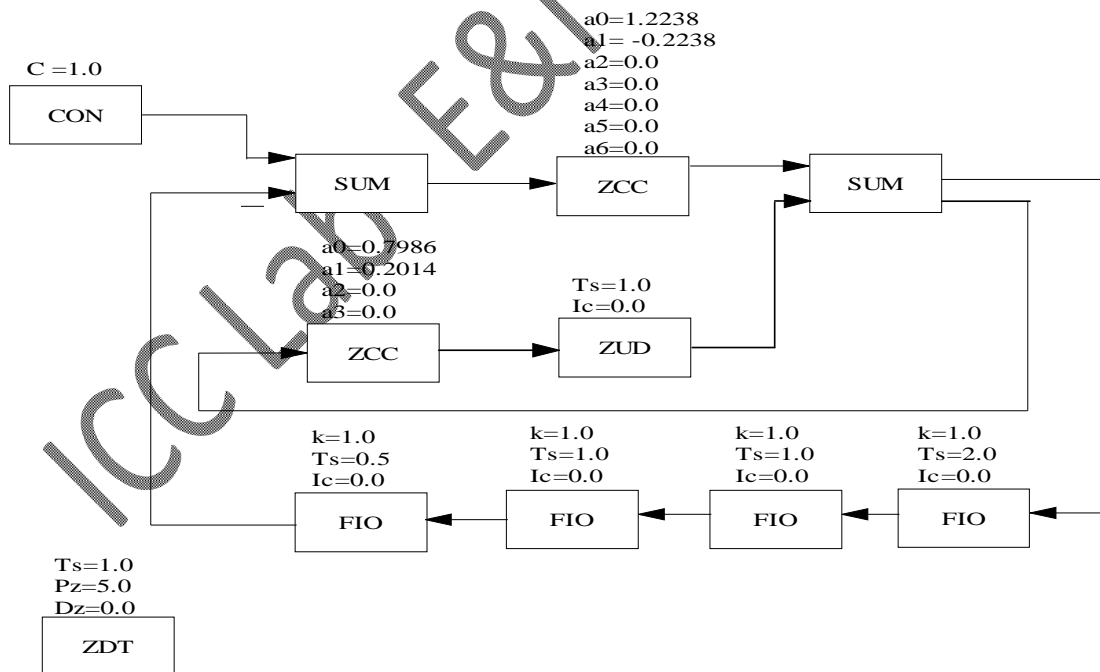 a0=1.2238
a1= -0.2238
a2=0.0
a3=0.0
a4=0.0
a5=0.0
a6=0.0
C =1.0
CON
SUM
ZCC
SUM
a0=0.7986
a1=0.2014
a2=0.0
a3=0.0
ZCC
Ts=1.0
Ic=0.0
ZUD
k=1.0
Ts=0.5
Ic=0.0
FIO
k=1.0
Ts=1.0
Ic=0.0
FIO
k=1.0
Ts=1.0
Ic=0.0
FIO
k=1.0
Ts=2.0
Ic=0.0
FIO
Ts=1.0
Pz=5.0
Dz=0.0
ZDT
ICC Lab